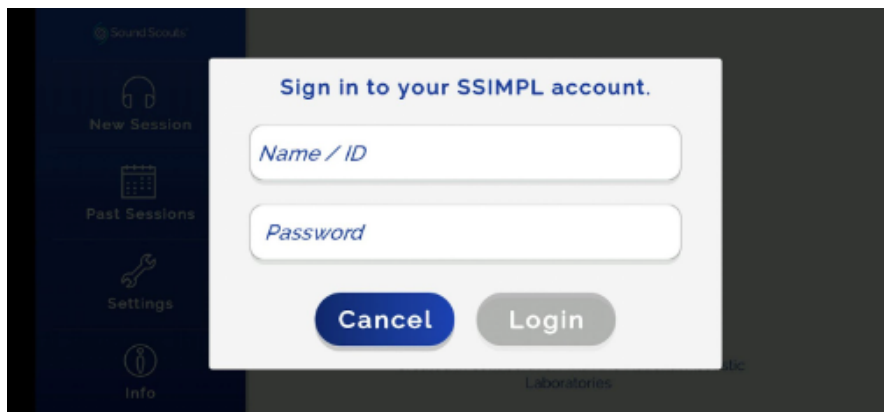 Sound Scouts
New Session
Past Sessions
Settings
Info
Sign in to your SSIMPL account.
Name / ID
Password
Cancel
Login
stic
Laboratories